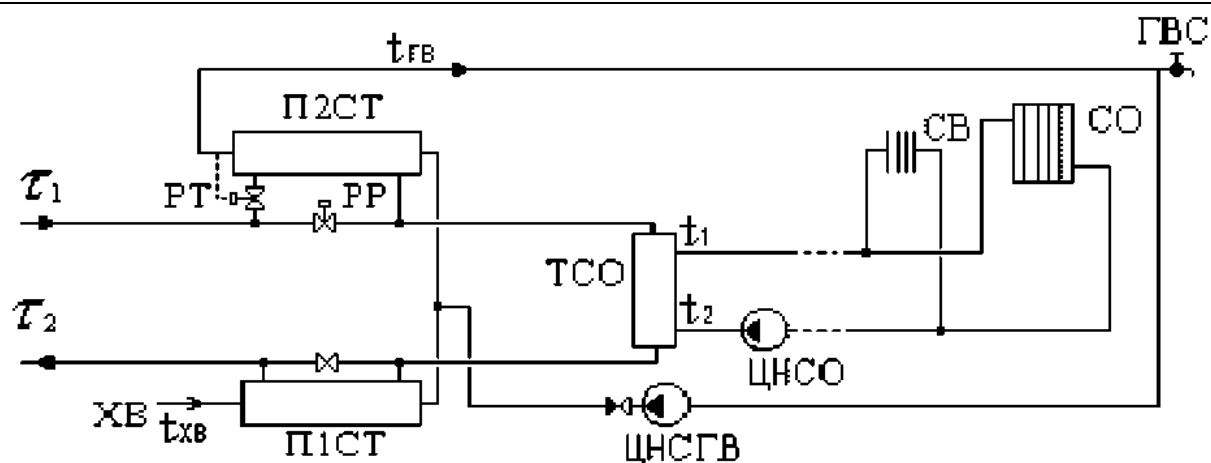 ГВС
tГВ
П2СТ
СВ
СО
τ1
РТ
РР
t1
ТСО
τ2
t2
ЦНСО
ХВ
tХВ
П1СТ
ЦНСГВ